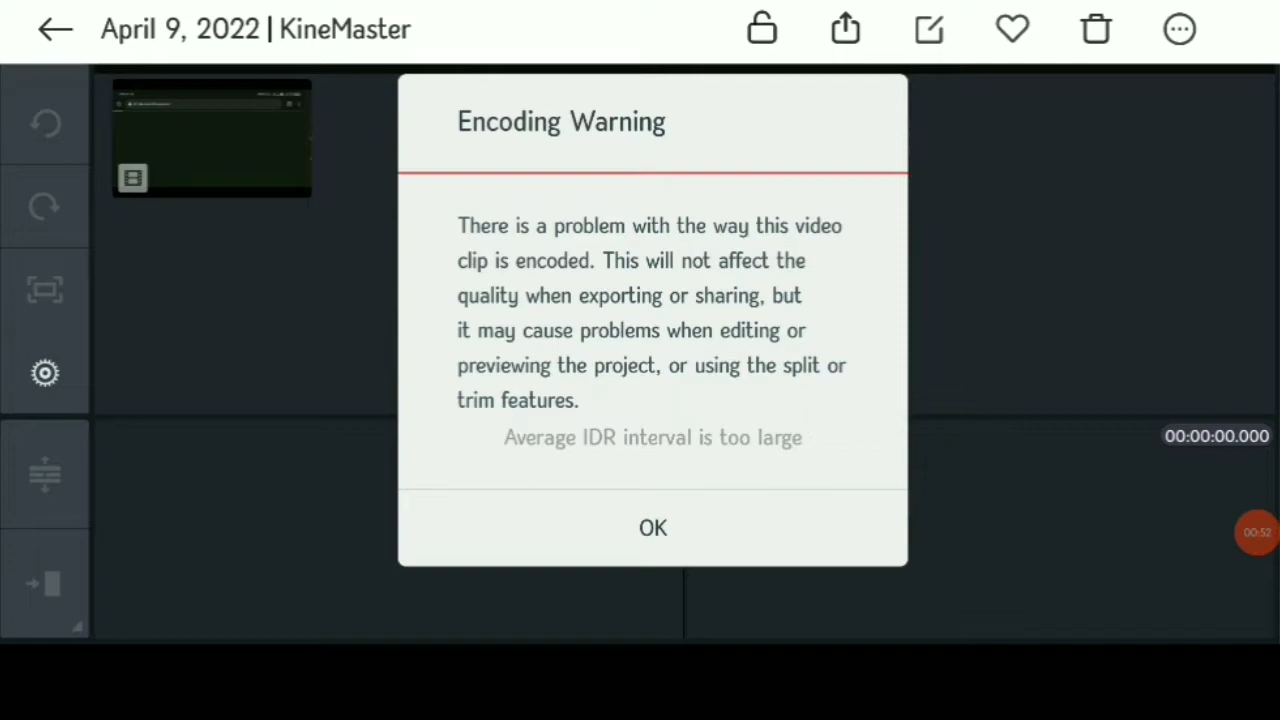 April 9, 2022 | KineMaster
Encoding Warning
There is a problem with the way this video
clip is encoded. This will not affect the
quality when exporting or sharing, but
it may cause problems when editing or
previewing the project, or using the split or
trim features.
Average IDR interval is too large
00:00:00.000
OK
00:52